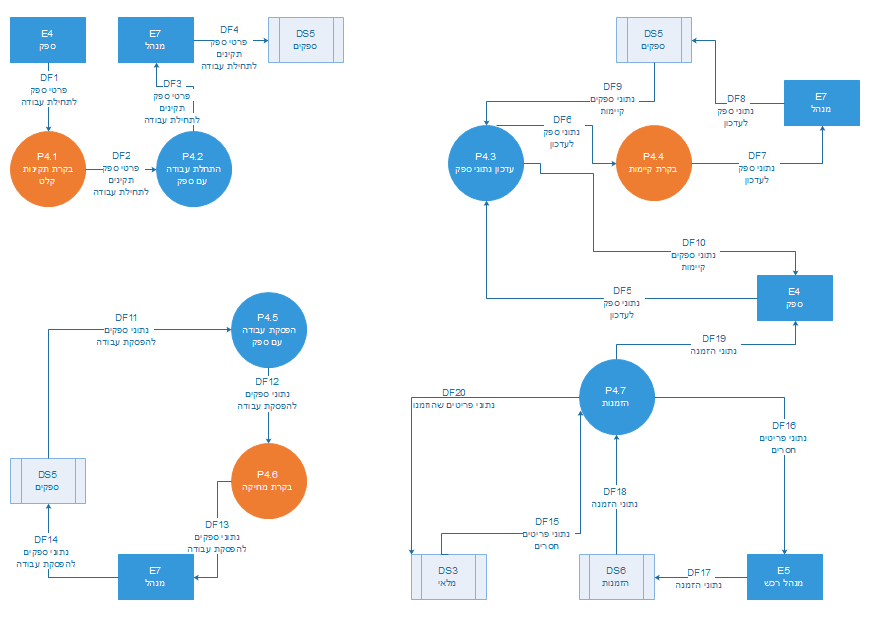 E4
ספק
E7
מנהל
DF4
פרטי ספק
תקינים
לתחילת עבודה
DS5
ספקים
DF1
פרטי ספק
לתחילת עבודה
DF3
פרטי ספק
תקינים
לתחילת עבודה
P4.1
בקרת תקינות
קלט
DF2
פרטי ספק
תקינים
לתחילת עבודה
P4.2
התחלת עבודה
עם ספק
DS5
ספקים
DF9
נתוני ספקים
קיימות
DF8
נתוני ספק
לעדכון
E7
מנהל
DF6
נתוני ספק
לעדכון
P4.3
עדכון נתוני ספק
P4.4
בקרת קיימות
DF7
נתוני ספק
לעדכון
DF10
נתוני ספקים
קיימות
DF5
נתוני ספק
לעדכון
E4
ספק
DF11
נתוני ספקים
להפסקת עבודה
P4.5
הפסקת עבודה
עם ספק
DF12
נתוני ספקים
להפסקת עבודה
DS5
ספקים
P4.6
בקרת מחיקה
DF13
נתוני ספקים
להפסקת עבודה
DF14
נתוני ספקים
להפסקת עבודה
E7
מנהל
DF19
נתוני הזמנה
DF20
נתוני פריטים שהוזמנו
P4.7
הזמנות
DF16
נתוני פריטים
חסרים
DF18
נתוני הזמנה
DF15
נתוני פריטים
חסרים
DS3
מלאי
DS6
הזמנות
DF17
נתוני הזמנה
E5
מנהל רכש